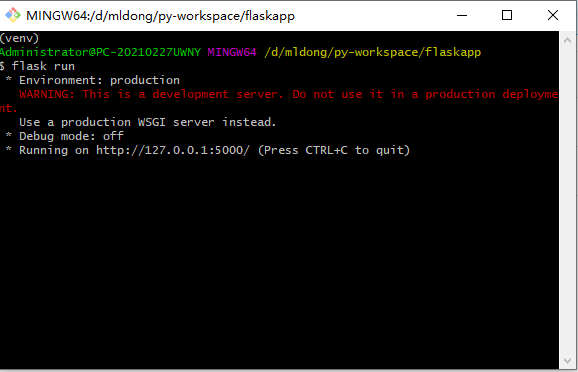 MINGW64:/d/mldong/py-workspace/flaskapp
(venv)
Administrator@PC-20210227UWNY MINGW64 /d/mldong/py-workspace/flaskapp
$ flask run
 * Environment: production
   WARNING: This is a development server. Do not use it in a production deployme
nt.
   Use a production WSGI server instead.
 * Debug mode: off
 * Running on http://127.0.0.1:5000/ (Press CTRL+C to quit)